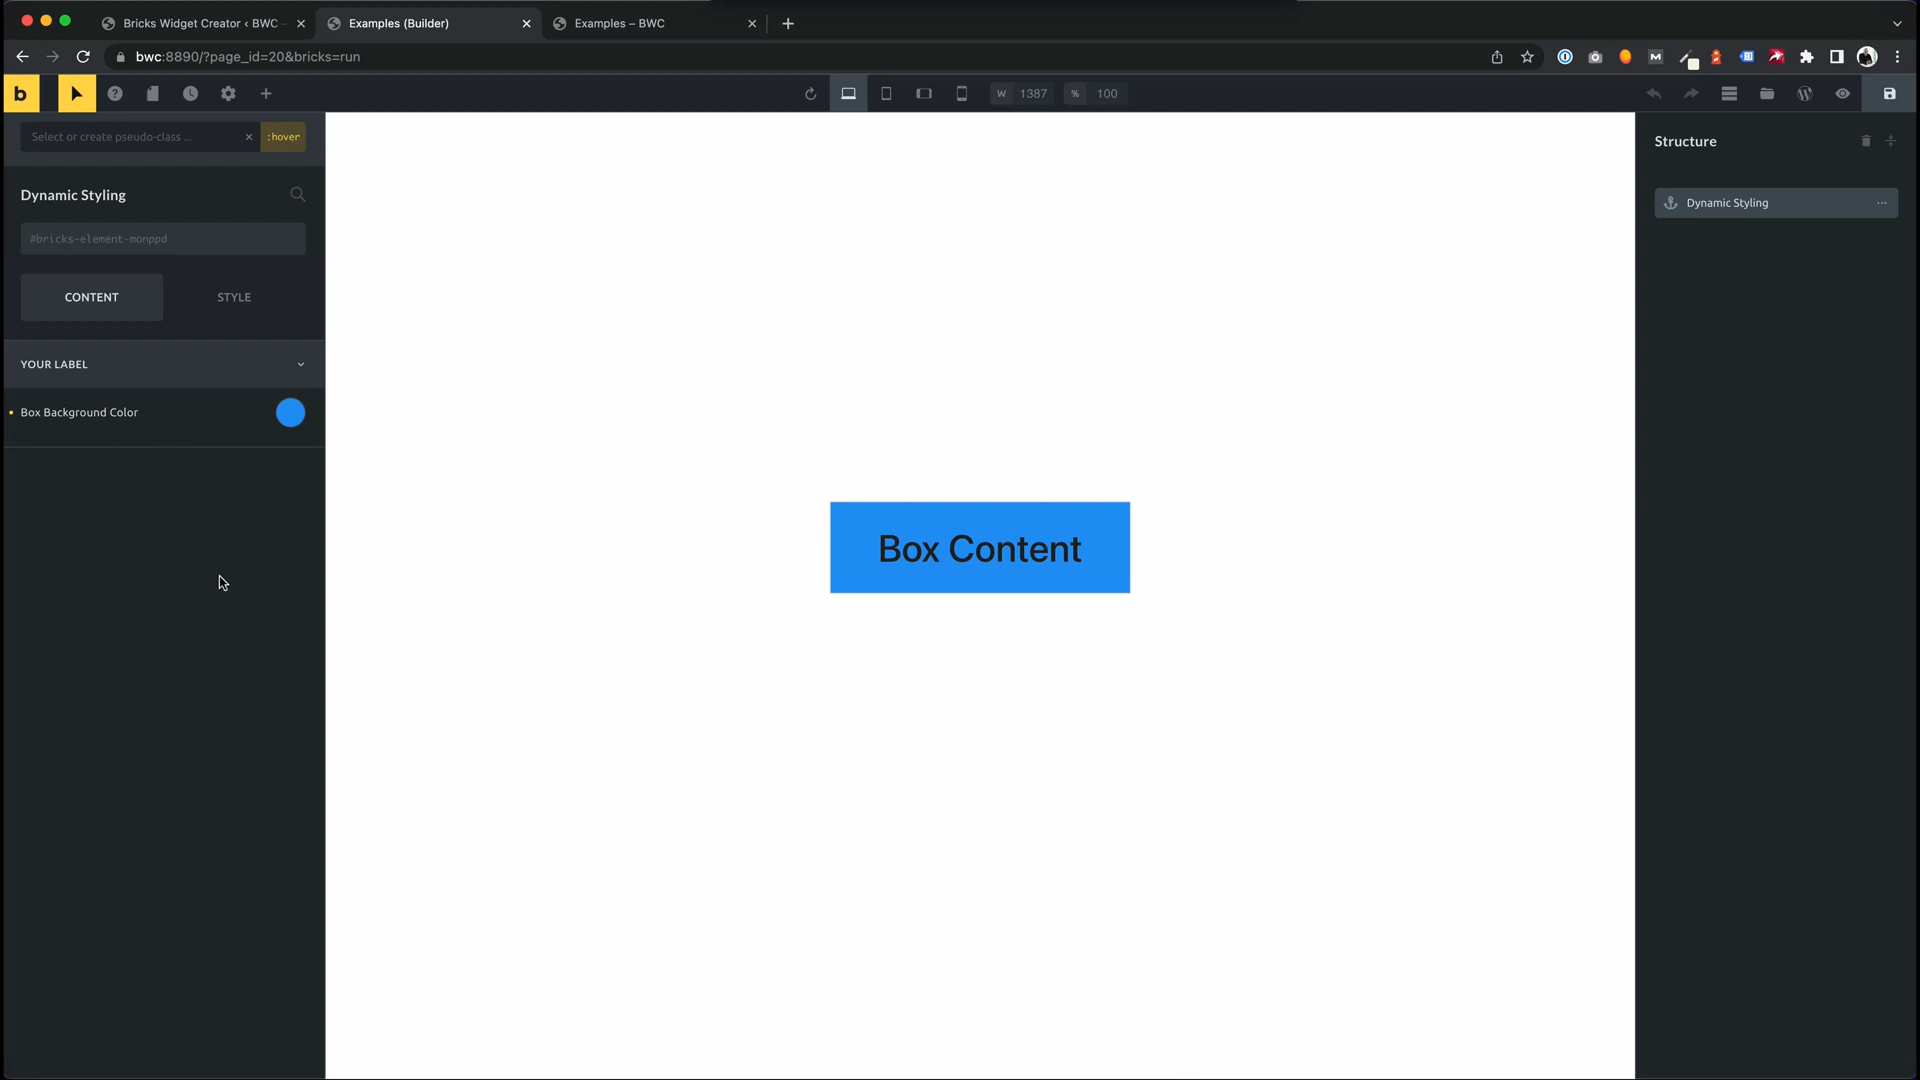 Bricks Widget Creator ‹ BWC –
Examples (Builder)
Examples – BWC
bwc:8890/?page_id=20&bricks=run
b
W 1387
% 100
Select or create pseudo-class ...
:hover
Dynamic Styling
#bricks-element-monppd
CONTENT
STYLE
YOUR LABEL
Box Background Color
Box Content
Structure
Dynamic Styling